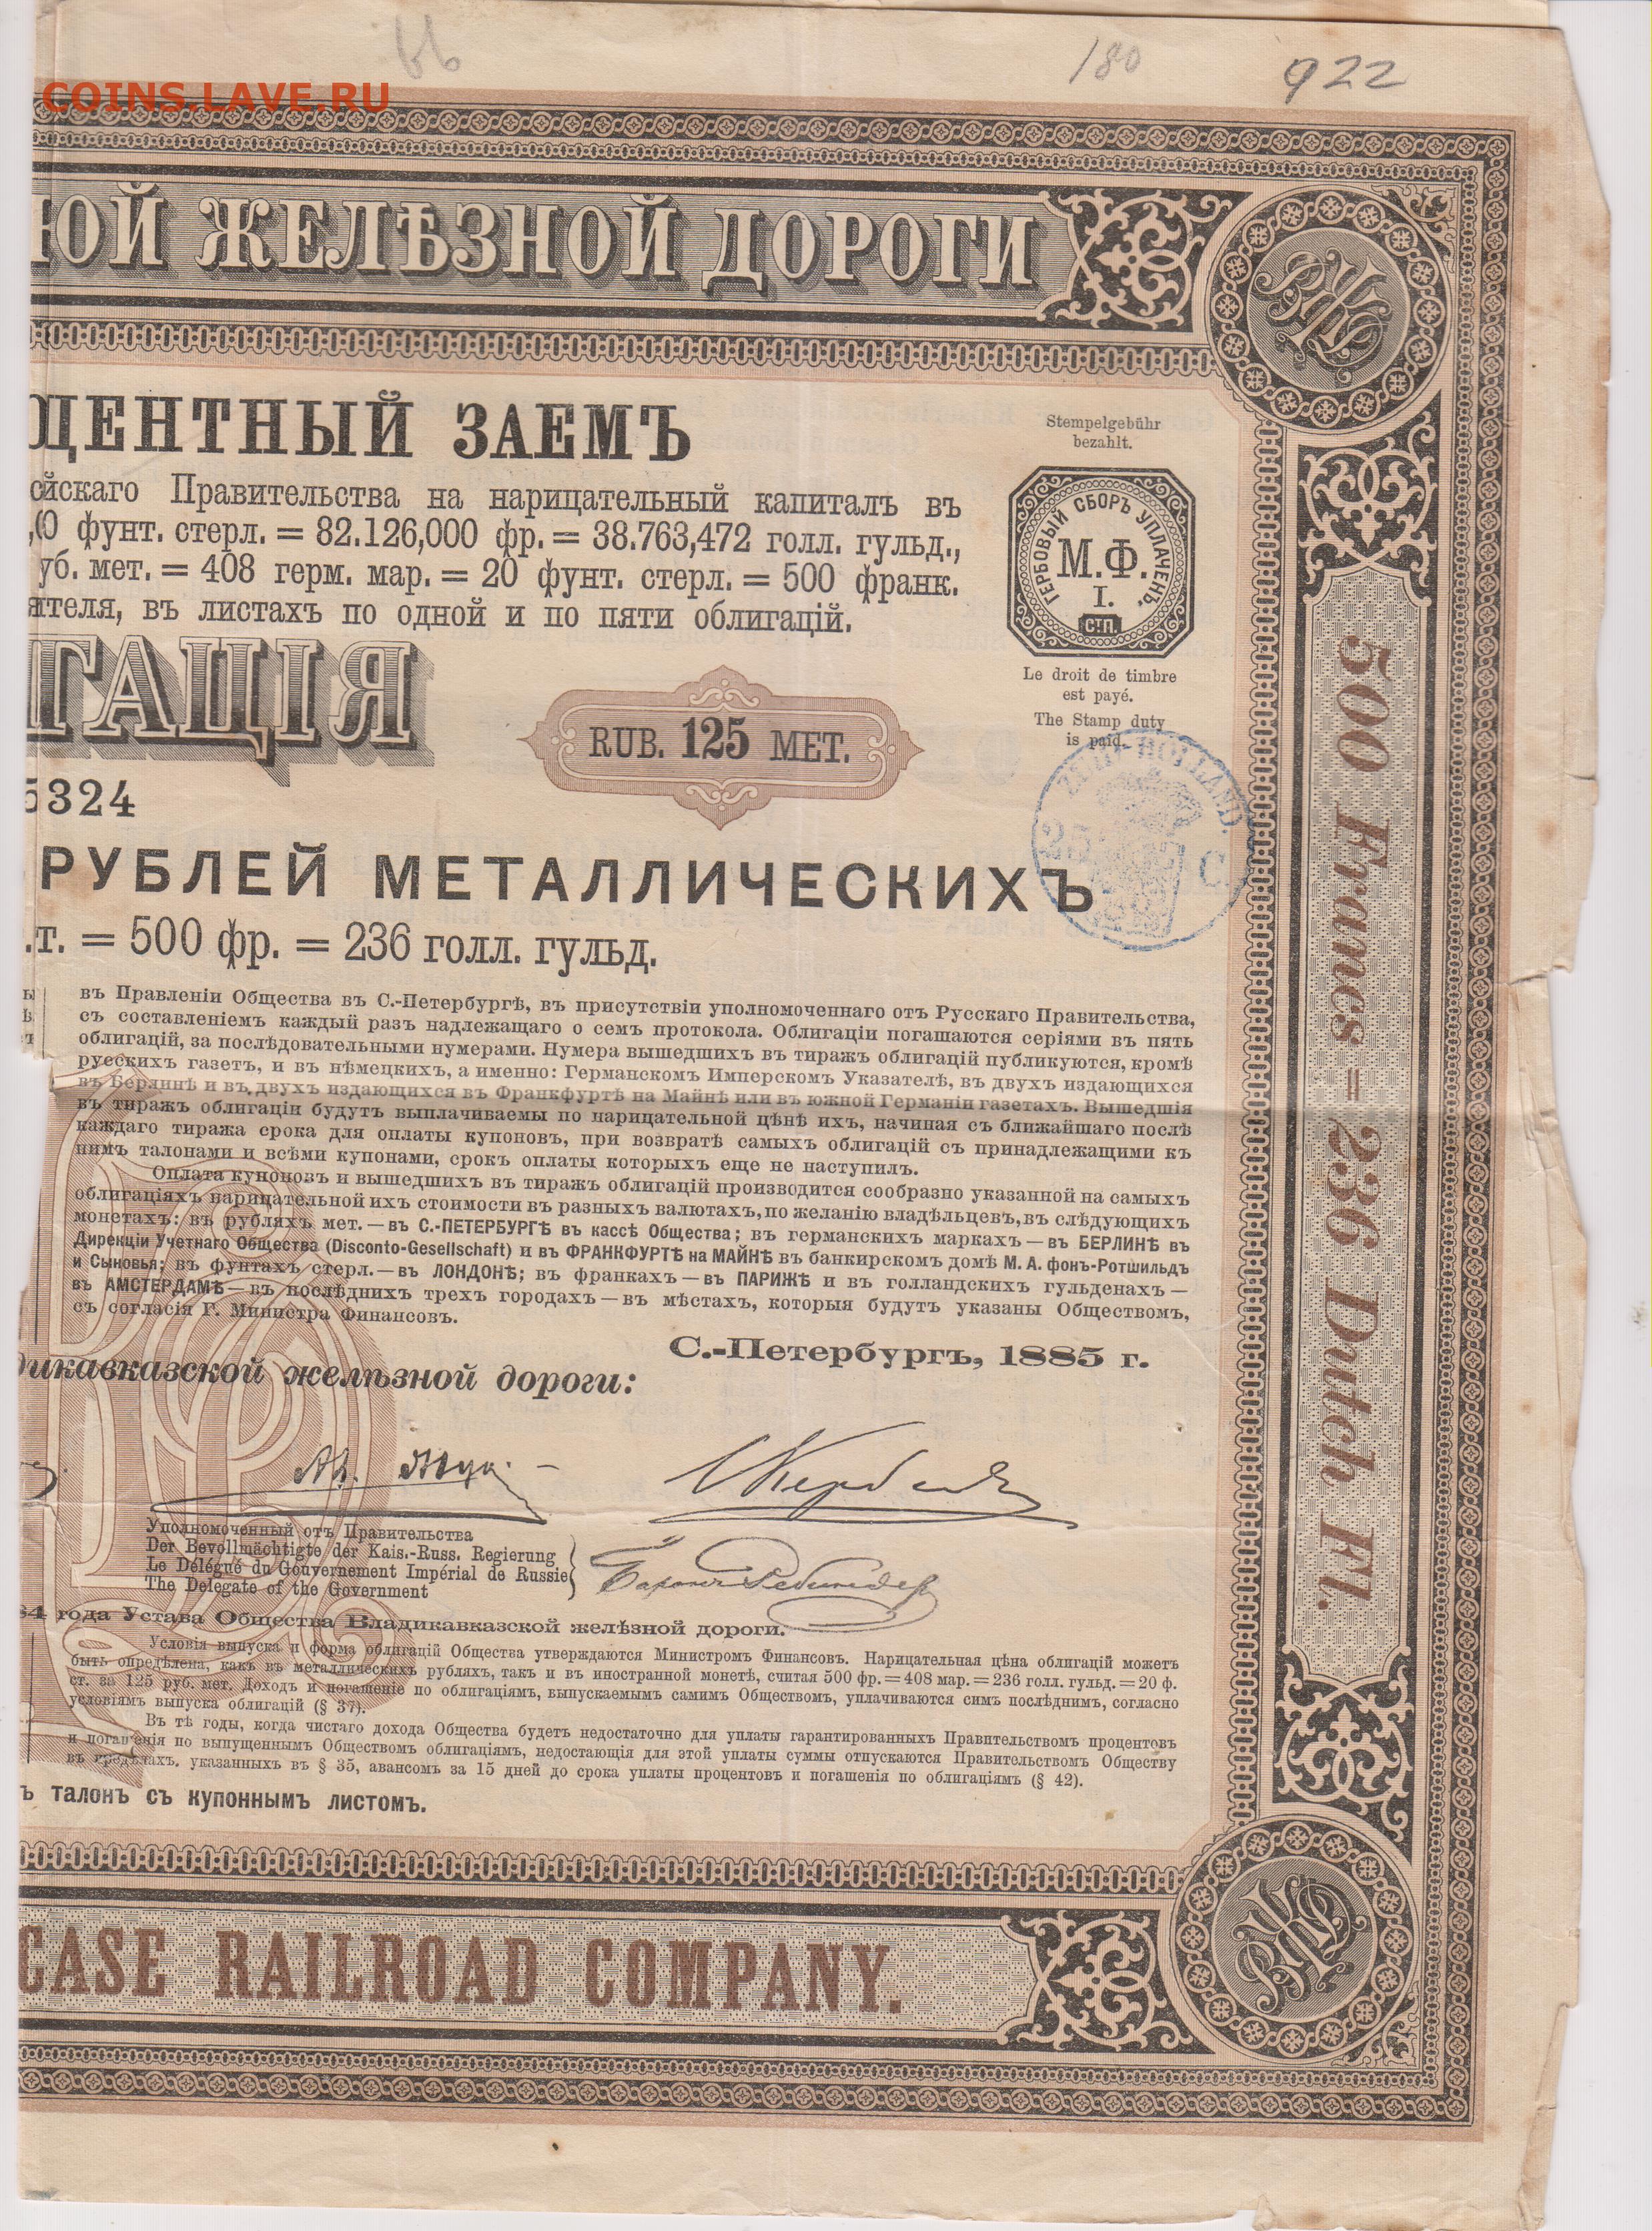 180
922
COINS.LAVE.RU
НОЙ ЖЕЛѢЗНОЙ ДОРОГИ
ЦЕНТНЫЙ ЗАЕМЪ
Stempelgebühr
bezahlt.
сійскаго Правительства на нарицательный капиталъ въ
0 фунт. стерл. = 82.126,000 фр. = 38.763,472 голл. гульд.,
уб. мет. = 408 герм. мар. = 20 фунт. стерл. = 500 франк.
ителя, въ листахъ по одной и по пяти облигацій.
ГЕРБОВЫЙ СБОРЪ УПЛАЧЕНЪ.
М.Ф.
I.
С.П.
Le droit de timbre
est payé.
The Stamp duty
is paid.
ГАЦІЯ
RUB. 125 MET.
5324
HOLLAND.
25 C
РУБЛЕЙ МЕТАЛЛИЧЕСКИХЪ
.т. = 500 фр. = 236 голл. гульд.
въ Правленіи Общества въ С.-Петербургѣ, въ присутствіи уполномоченнаго отъ Русскаго Правительства,
съ составленіемъ каждый разъ надлежащаго о семъ протокола. Облигаціи погашаются серіями въ пять
облигацій, за послѣдовательными нумерами. Нумера вышедшихъ въ тиражъ облигацій публикуются, кромѣ
русскихъ газетъ, и въ нѣмецкихъ, а именно: Германскомъ Имперскомъ Указателѣ, въ двухъ издающихся
въ Берлинѣ и въ двухъ издающихся въ Франкфуртѣ на Майнѣ или въ южной Германіи газетахъ. Вышедшія
въ тиражъ облигаціи будутъ выплачиваемы по нарицательной цѣнѣ ихъ, начиная съ ближайшаго послѣ
каждаго тиража срока для оплаты купоновъ, при возвратѣ самыхъ облигацій съ принадлежащими къ
нимъ талонами и всѣми купонами, срокъ оплаты которыхъ еще не наступилъ.
Оплата купоновъ и вышедшихъ въ тиражъ облигацій производится сообразно указанной на самыхъ
облигаціяхъ нарицательной ихъ стоимости въ разныхъ валютахъ, по желанію владѣльцевъ, въ слѣдующихъ
монетахъ: въ рубляхъ мет. — въ С.-ПЕТЕРБУРГѢ въ кассѣ Общества; въ германскихъ маркахъ — въ БЕРЛИНѢ въ
Дирекціи Учетнаго Общества (Disconto-Gesellschaft) и въ ФРАНКФУРТѢ на МАЙНѢ въ банкирскомъ домѣ М. А. фонъ-Ротшильдъ
и Сыновья; въ фунтахъ стерл. — въ ЛОНДОНѢ; въ франкахъ — въ ПАРИЖѢ и въ голландскихъ гульденахъ —
въ АМСТЕРДАМѢ — въ послѣднихъ трехъ городахъ — въ мѣстахъ, которыя будутъ указаны Обществомъ,
съ согласія Г. Министра Финансовъ.
С.-Петербургъ, 1885 г.
дикавказской желѣзной дороги:
Уполномоченный отъ Правительства
Der Bevollmächtigte der Kais.-Russ. Regierung
Le Délégué du Gouvernement Impérial de Russie
The Delegate of the Government
84 года Устава Общества Владикавказской желѣзной дороги.
Условія выпуска и форма облигацій Общества утверждаются Министромъ Финансовъ. Нарицательная цѣна облигацій можетъ
быть опредѣлена, какъ въ металлическихъ рубляхъ, такъ и въ иностранной монетѣ, считая 500 фр. = 408 мар. = 236 голл. гульд. = 20 ф.
ст. за 125 руб. мет. Доходъ и погашеніе по облигаціямъ, выпускаемымъ самимъ Обществомъ, уплачиваются симъ послѣднимъ, согласно
условіямъ выпуска облигацій (§ 37).
Въ тѣ годы, когда чистаго дохода Общества будетъ недостаточно для уплаты гарантированныхъ Правительствомъ процентовъ
и погашенія по выпущеннымъ Обществомъ облигаціямъ, недостающія для этой уплаты суммы отпускаются Правительствомъ Обществу
въ предѣлахъ, указанныхъ въ § 35, авансомъ за 15 дней до срока уплаты процентовъ и погашенія по облигаціямъ (§ 42).
ъ талонъ съ купоннымъ листомъ.
500 Francs = 236 Dutch Fl.
CASE RAILROAD COMPANY.